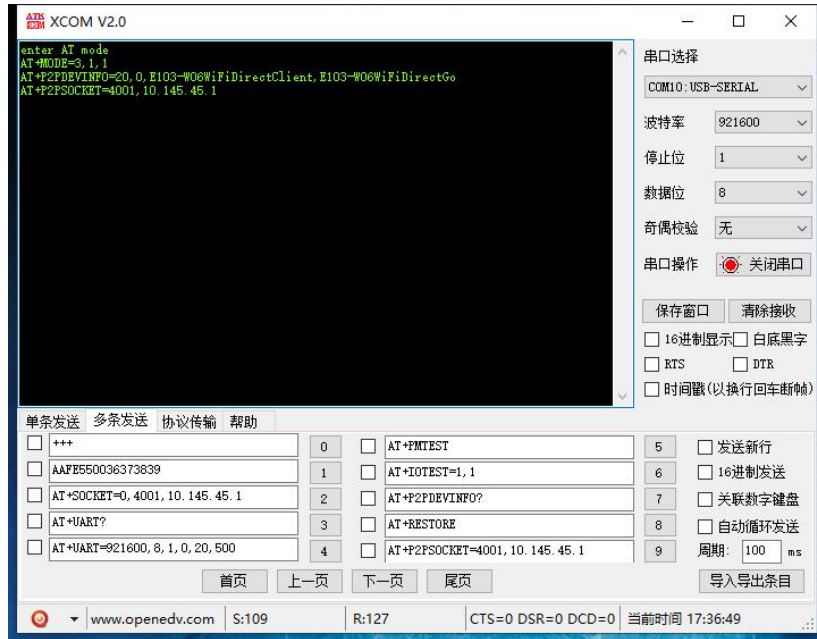 ATK XCOM XCOM V2.0
enter AT mode
AT+MODE=3,1,1
AT+P2PDEVINFO=20,0,E103-W06WiFiDirectClient,E103-W06WiFiDirectGo
AT+P2PSOCKET=4001,10.145.45.1
串口选择
COM10:USB-SERIAL
波特率 921600
停止位 1
数据位 8
奇偶校验 无
串口操作 关闭串口
保存窗口 清除接收
16进制显示 白底黑字
RTS DTR
时间戳(以换行回车断帧)
单条发送 多条发送 协议传输 帮助
+++ 0 AT+PMTEST 5 发送新行
AAFE550036373839 1 AT+IOTEST=1,1 6 16进制发送
AT+SOCKET=0,4001,10.145.45.1 2 AT+P2PDEVINFO? 7 关联数字键盘
AT+UART? 3 AT+RESTORE 8 自动循环发送
AT+UART=921600,8,1,0,20,500 4 AT+P2PSOCKET=4001,10.145.45.1 9 周期: 100 ms
首页 上一页 下一页 尾页 导入导出条目
www.openedv.com S:109 R:127 CTS=0 DSR=0 DCD=0 当前时间 17:36:49